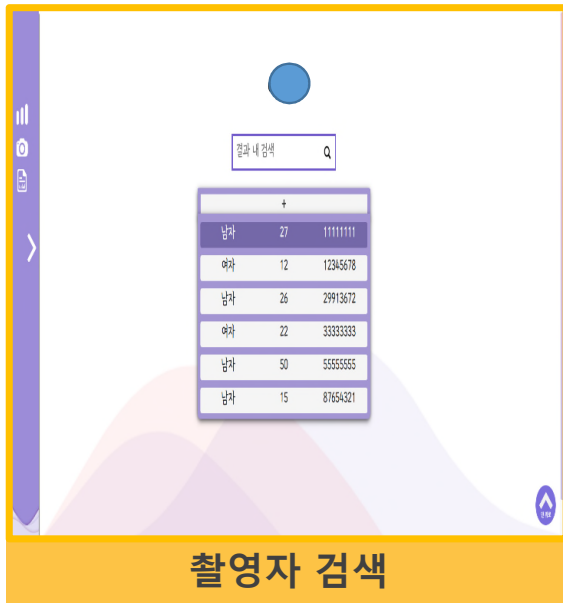 결과 내 검색
+
남자 27 11111111
여자 12 12345678
남자 26 29913672
여자 22 33333333
남자 50 55555555
남자 15 87654321
촬영자 검색